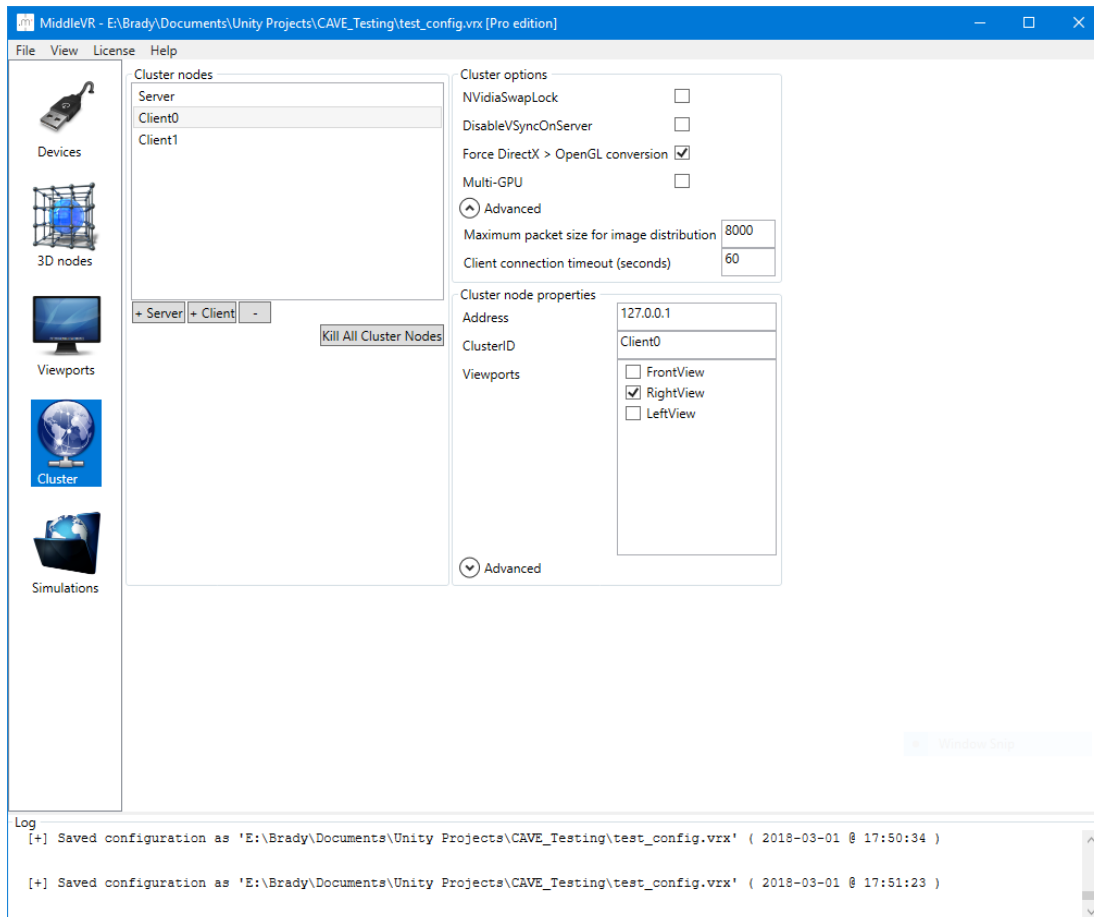 MiddleVR - E:\Brady\Documents\Unity Projects\CAVE_Testing\test_config.vrx [Pro edition]
File View License Help
Devices
3D nodes
Viewports
Cluster
Simulations
Cluster nodes
Server
Client0
Client1
+ Server + Client -
Kill All Cluster Nodes
Cluster options
NVidiaSwapLock
DisableVSyncOnServer
Force DirectX > OpenGL conversion
Multi-GPU
Advanced
Maximum packet size for image distribution 8000
Client connection timeout (seconds) 60
Cluster node properties
Address 127.0.0.1
ClusterID Client0
Viewports
FrontView
RightView
LeftView
Advanced
Window Snip
Log
[+] Saved configuration as 'E:\Brady\Documents\Unity Projects\CAVE_Testing\test_config.vrx' ( 2018-03-01 @ 17:50:34 )
[+] Saved configuration as 'E:\Brady\Documents\Unity Projects\CAVE_Testing\test_config.vrx' ( 2018-03-01 @ 17:51:23 )